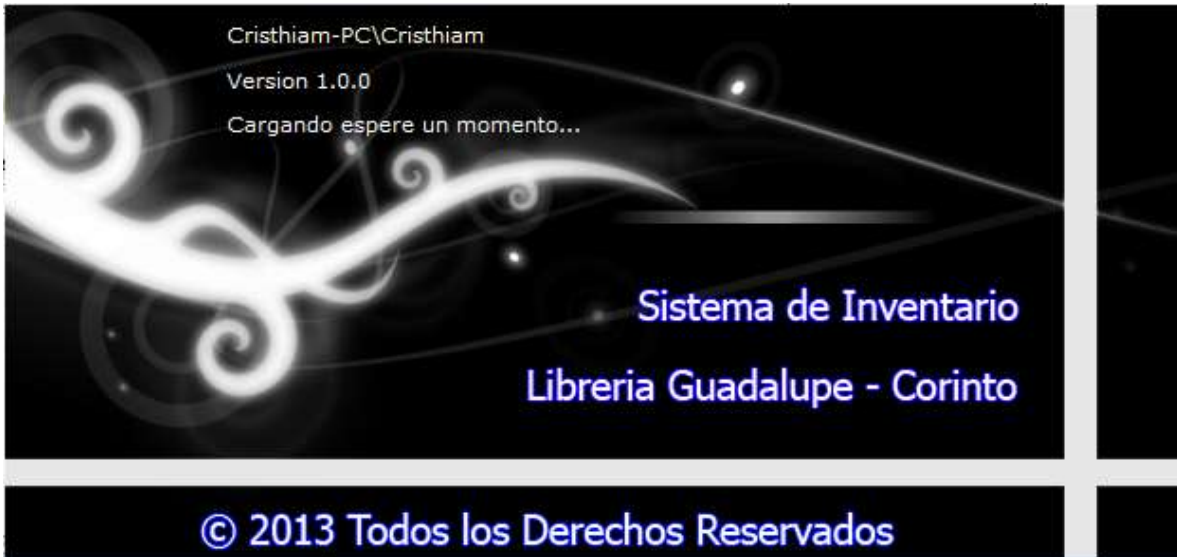 Cristhiam-PC\Cristhiam
Version 1.0.0
Cargando espere un momento...
Sistema de Inventario
Libreria Guadalupe - Corinto
© 2013 Todos los Derechos Reservados